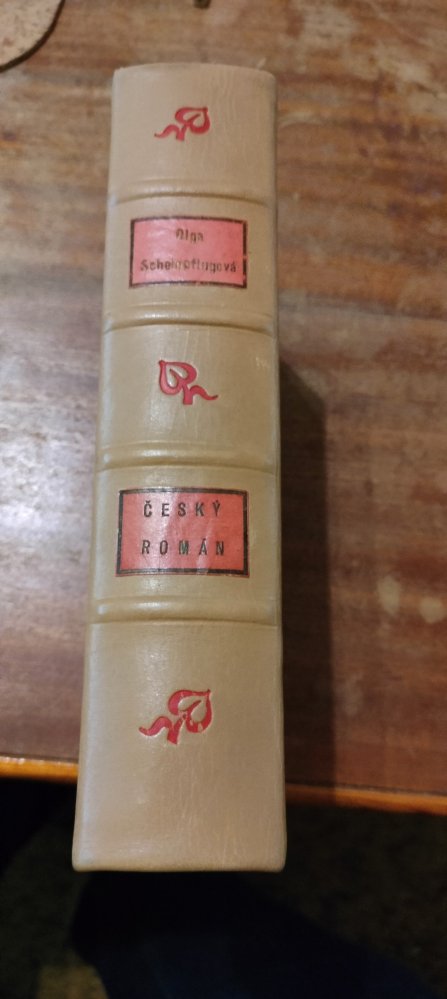 Olga
Scheinpflugová
ČESKÝ
ROMÁN